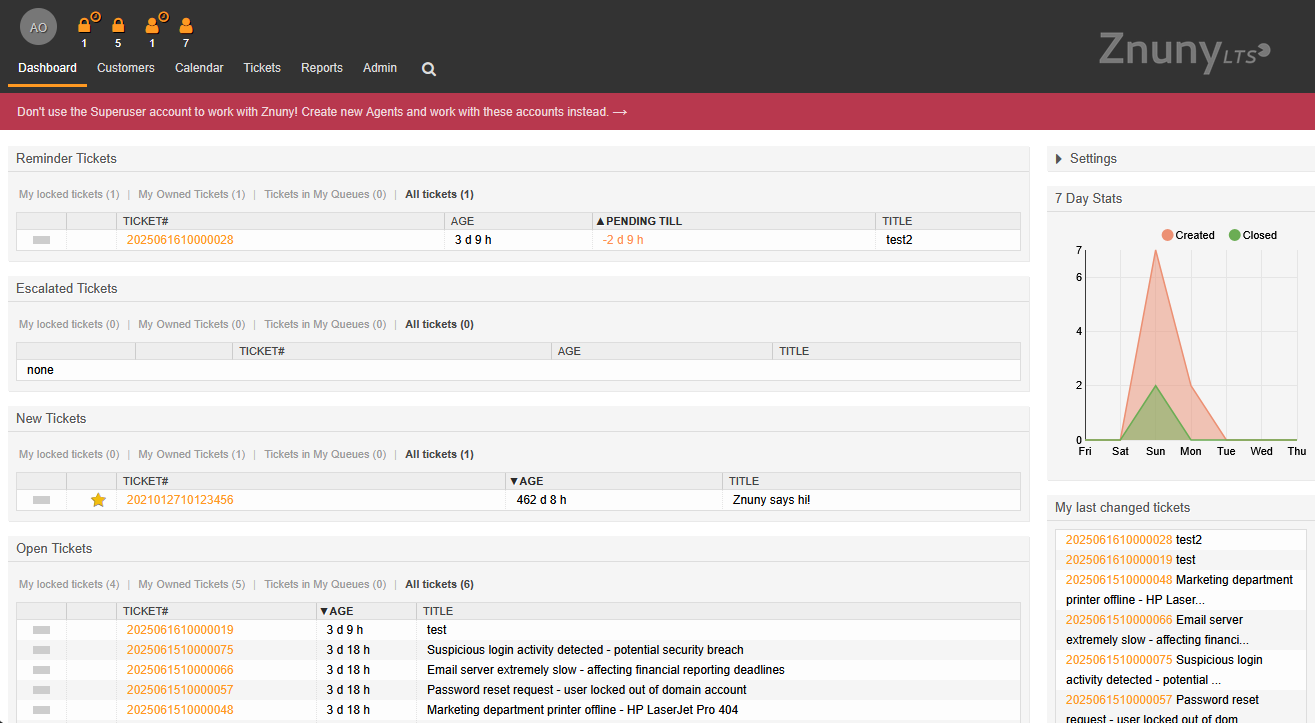 AO
1 5 1 7
Dashboard Customers Calendar Tickets Reports Admin
Znuny LTS
Don't use the Superuser account to work with Znuny! Create new Agents and work with these accounts instead. →
Reminder Tickets
My locked tickets (1) | My Owned Tickets (1) | Tickets in My Queues (0) | All tickets (1)
TICKET# AGE ▲PENDING TILL TITLE
2025061610000028 3 d 9 h -2 d 9 h test2
Escalated Tickets
My locked tickets (0) | My Owned Tickets (0) | Tickets in My Queues (0) | All tickets (0)
TICKET# AGE TITLE
none
New Tickets
My locked tickets (0) | My Owned Tickets (1) | Tickets in My Queues (0) | All tickets (1)
TICKET# ▼AGE TITLE
2021012710123456 462 d 8 h Znuny says hi!
Open Tickets
My locked tickets (4) | My Owned Tickets (5) | Tickets in My Queues (0) | All tickets (6)
TICKET# ▼AGE TITLE
2025061610000019 3 d 9 h test
2025061510000075 3 d 18 h Suspicious login activity detected - potential security breach
2025061510000066 3 d 18 h Email server extremely slow - affecting financial reporting deadlines
2025061510000057 3 d 18 h Password reset request - user locked out of domain account
2025061510000048 3 d 18 h Marketing department printer offline - HP LaserJet Pro 404
Settings
7 Day Stats
Created Closed
7
6
4
2
0
Fri Sat Sun Mon Tue Wed Thu
My last changed tickets
2025061610000028 test2
2025061610000019 test
2025061510000048 Marketing department
printer offline - HP Laser...
2025061510000066 Email server
extremely slow - affecting financi...
2025061510000075 Suspicious login
activity detected - potential ...
2025061510000057 Password reset
request - user locked out of dom